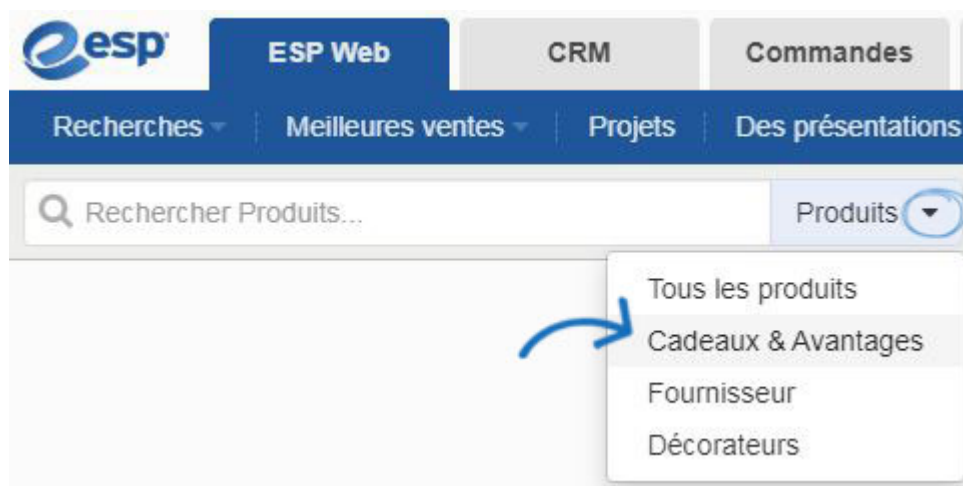 esp ESP Web CRM Commandes
Recherches Meilleures ventes Projets Des présentations
Rechercher Produits... Produits
Tous les produits
Cadeaux & Avantages
Fournisseur
Décorateurs